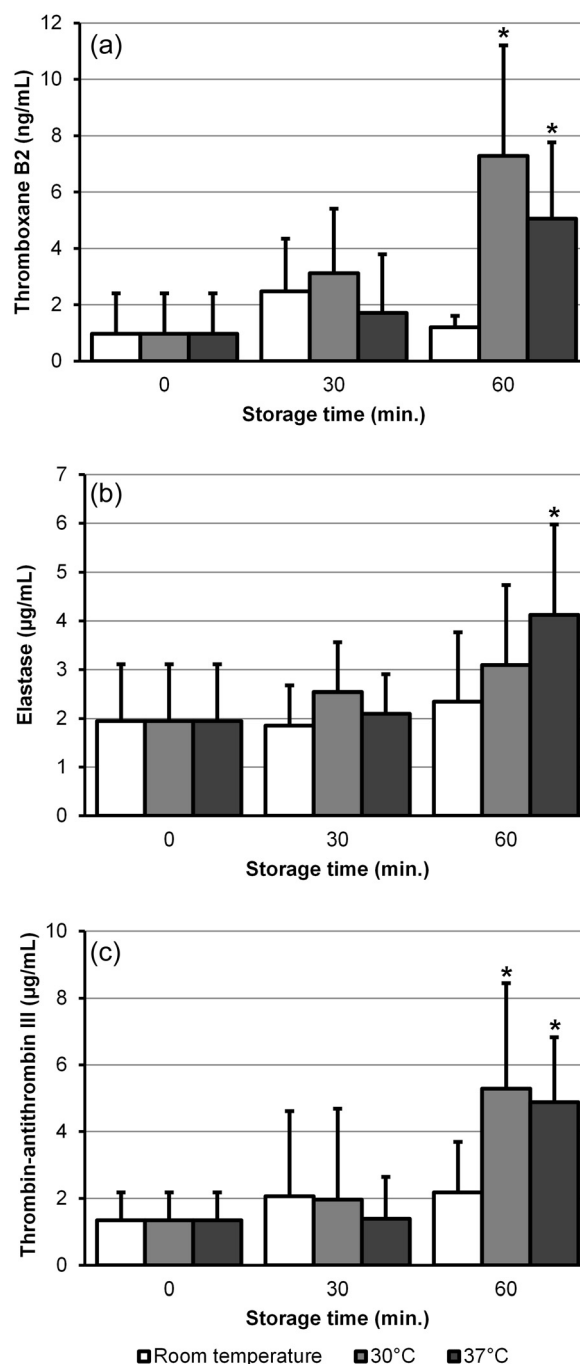 (a)
Thromboxane B2 (ng/mL)
12
10
8
6
4
2
0
*
*
0 30 60
Storage time (min.)
(b)
Elastase (µg/mL)
7
6
5
4
3
2
1
0
*
0 30 60
Storage time (min.)
(c)
Thrombin-antithrombin III (µg/mL)
10
8
6
4
2
0
*
*
0 30 60
Storage time (min.)
Room temperature 30°C 37°C